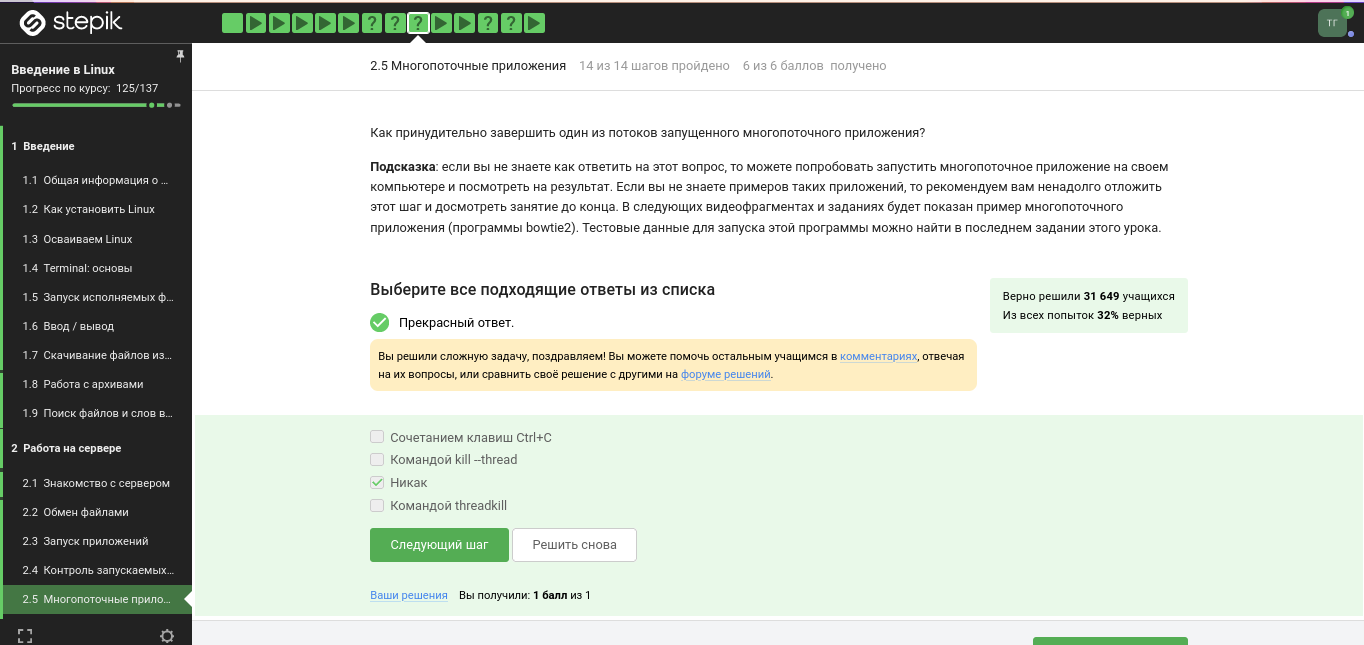 stepik
? ? ? ? ?
ТГ
1
Введение в Linux
Прогресс по курсу: 125/137
1 Введение
1.1 Общая информация о ...
1.2 Как установить Linux
1.3 Осваиваем Linux
1.4 Terminal: основы
1.5 Запуск исполняемых ф...
1.6 Ввод / вывод
1.7 Скачивание файлов из...
1.8 Работа с архивами
1.9 Поиск файлов и слов в...
2 Работа на сервере
2.1 Знакомство с сервером
2.2 Обмен файлами
2.3 Запуск приложений
2.4 Контроль запускаемых...
2.5 Многопоточные прило...
2.5 Многопоточные приложения 14 из 14 шагов пройдено 6 из 6 баллов получено
Как принудительно завершить один из потоков запущенного многопоточного приложения?
Подсказка: если вы не знаете как ответить на этот вопрос, то можете попробовать запустить многопоточное приложение на своем
компьютере и посмотреть на результат. Если вы не знаете примеров таких приложений, то рекомендуем вам ненадолго отложить
этот шаг и досмотреть занятие до конца. В следующих видеофрагментах и заданиях будет показан пример многопоточного
приложения (программы bowtie2). Тестовые данные для запуска этой программы можно найти в последнем задании этого урока.
Выберите все подходящие ответы из списка
Верно решили 31 649 учащихся
Из всех попыток 32% верных
Прекрасный ответ.
Вы решили сложную задачу, поздравляем! Вы можете помочь остальным учащимся в комментариях, отвечая
на их вопросы, или сравнить своё решение с другими на форуме решений.
Сочетанием клавиш Ctrl+C
Командой kill --thread
Никак
Командой threadkill
Следующий шаг
Решить снова
Ваши решения Вы получили: 1 балл из 1